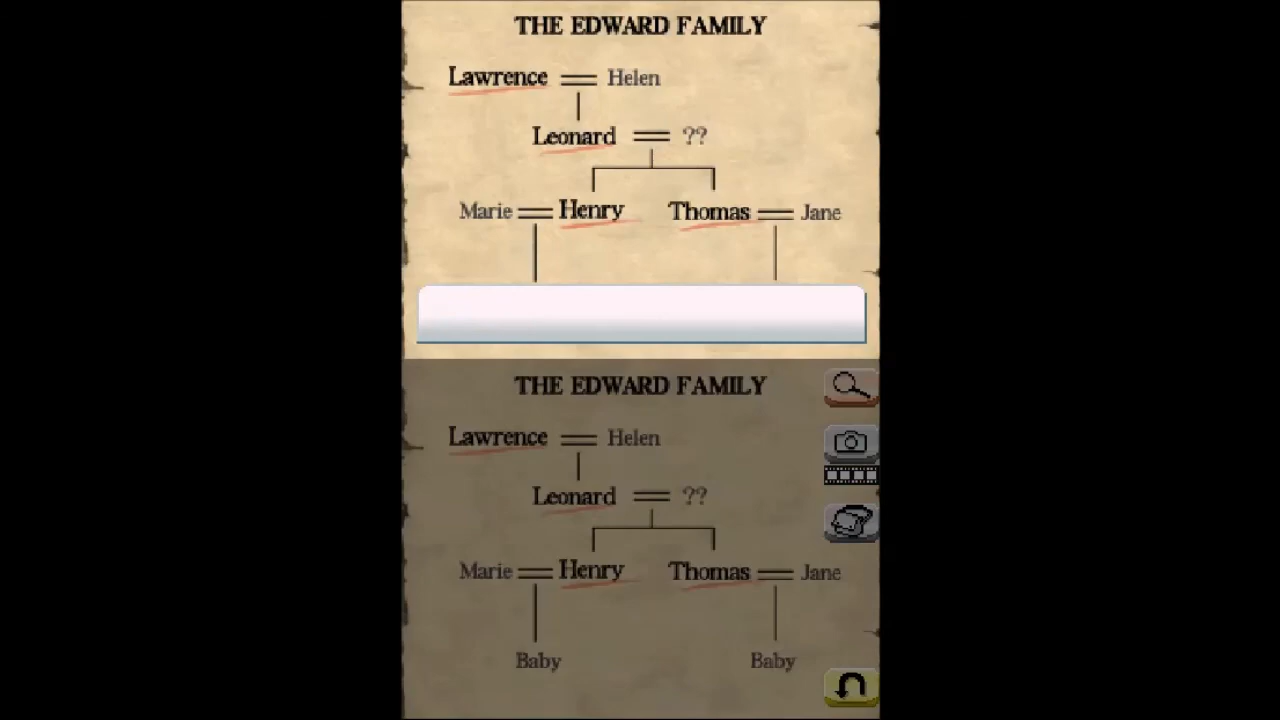 THE EDWARD FAMILY
Lawrence Helen
Leonard ??
Marie Henry Thomas Jane
THE EDWARD FAMILY
Lawrence Helen
Leonard ??
Marie Henry Thomas Jane
Baby Baby